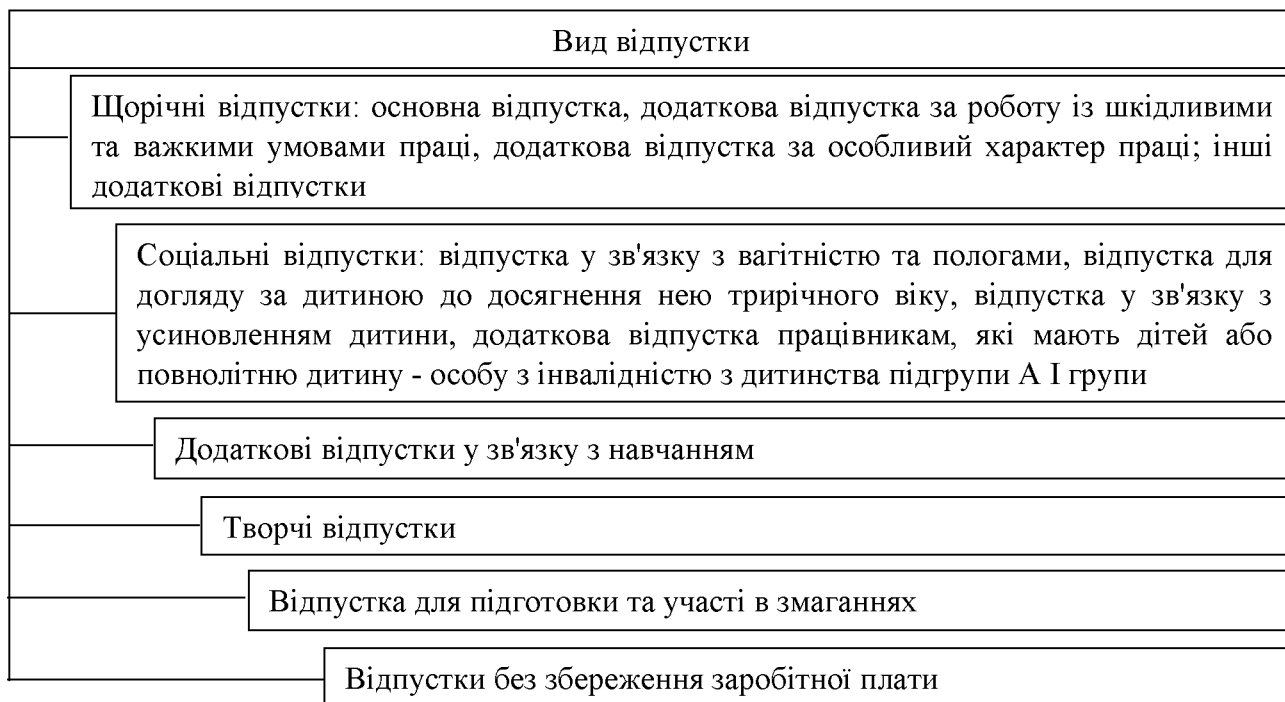 Вид відпустки
Щорічні відпустки: основна відпустка, додаткова відпустка за роботу із шкідливими
та важкими умовами праці, додаткова відпустка за особливий характер праці; інші
додаткові відпустки
Соціальні відпустки: відпустка у зв'язку з вагітністю та пологами, відпустка для
догляду за дитиною до досягнення нею трирічного віку, відпустка у зв'язку з
усиновленням дитини, додаткова відпустка працівникам, які мають дітей або
повнолітню дитину - особу з інвалідністю з дитинства підгрупи А І групи
Додаткові відпустки у зв'язку з навчанням
Творчі відпустки
Відпустка для підготовки та участі в змаганнях
Відпустки без збереження заробітної плати